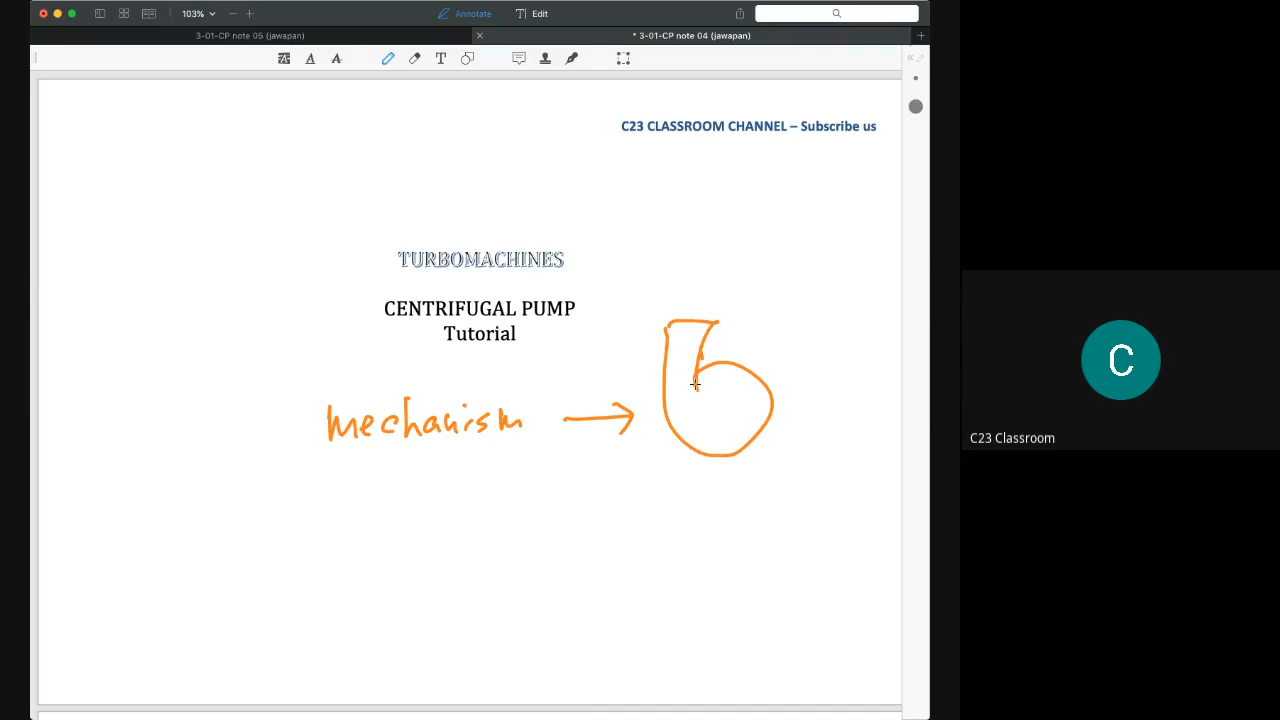 103%
Annotate
Edit
3-01-CP note 05 (jawapan)
* 3-01-CP note 04 (jawapan)
C23 CLASSROOM CHANNEL – Subscribe us
TURBOMACHINES
CENTRIFUGAL PUMP
Tutorial
mechanism
C
C23 Classroom